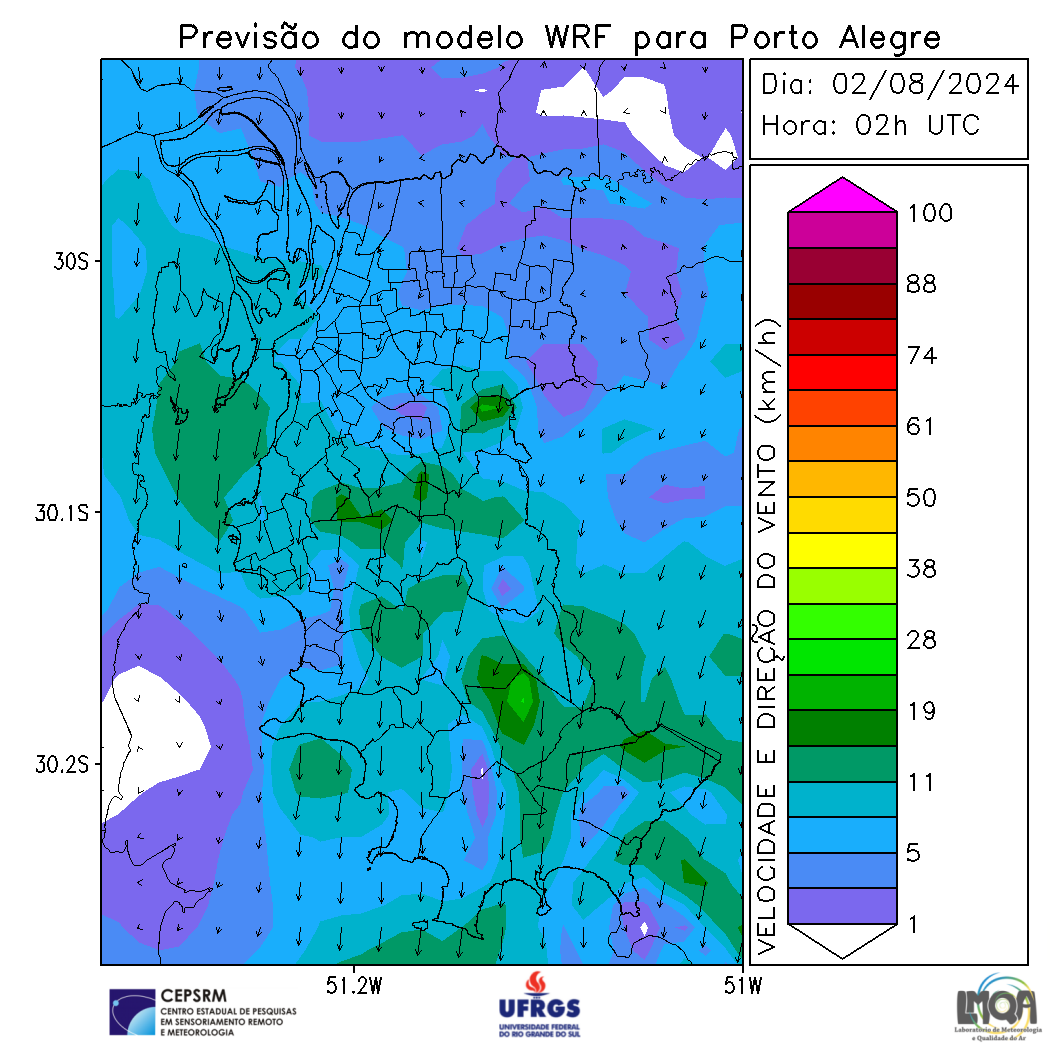 Previsão do modelo WRF para Porto Alegre
Dia: 02/08/2024
Hora: 02h UTC
30S
30.1S
30.2S
51.2W
51W
VELOCIDADE E DIREÇÃO DO VENTO (km/h)
100
88
74
61
50
38
28
19
11
5
1
CEPSRM
CENTRO ESTADUAL DE PESQUISAS
EM SENSORIAMENTO REMOTO
E METEOROLOGIA
UFRGS
UNIVERSIDADE FEDERAL
DO RIO GRANDE DO SUL
LMQA
Laboratório de Meteorologia
e Qualidade do Ar